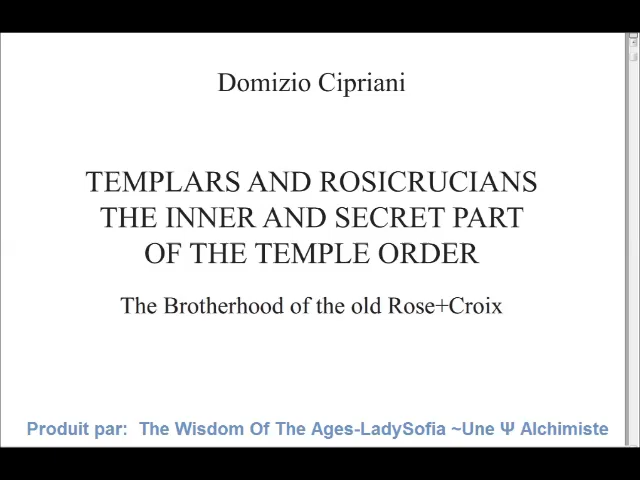 Domizio Cipriani
TEMPLARS AND ROSICRUCIANS
THE INNER AND SECRET PART
OF THE TEMPLE ORDER
The Brotherhood of the old Rose+Croix
Produit par: The Wisdom Of The Ages-LadySofia ~Une Ψ Alchimiste